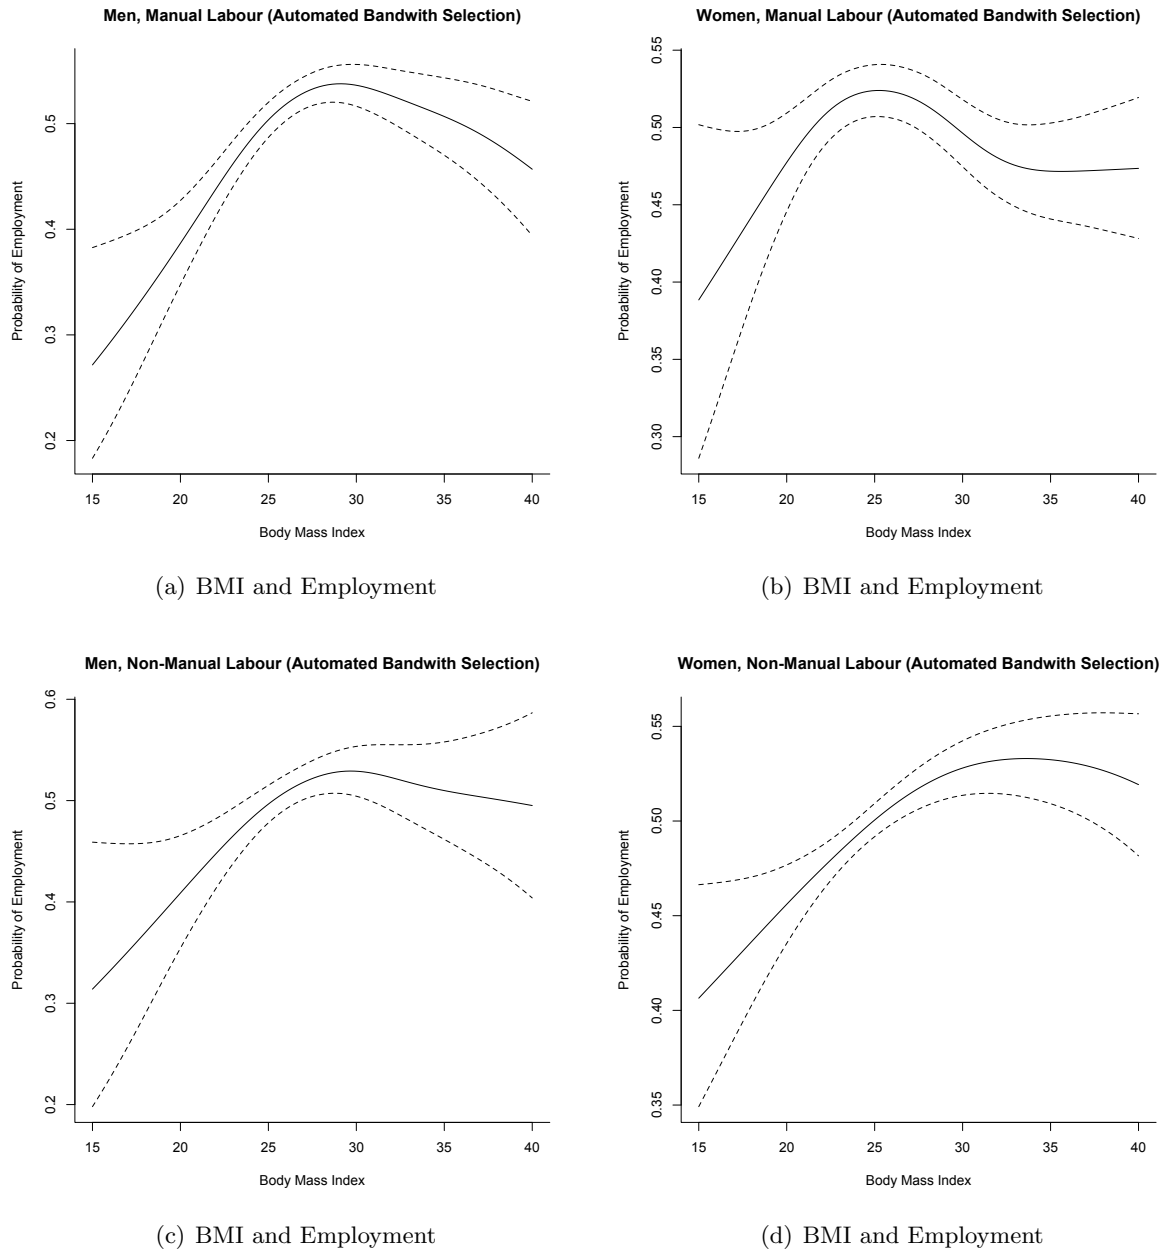 Men, Manual Labour (Automated Bandwith Selection)
Probability of Employment
0.5
0.4
0.3
0.2
15 20 25 30 35 40
Body Mass Index
(a) BMI and Employment
Women, Manual Labour (Automated Bandwith Selection)
Probability of Employment
0.55
0.50
0.45
0.40
0.35
0.30
15 20 25 30 35 40
Body Mass Index
(b) BMI and Employment
Men, Non-Manual Labour (Automated Bandwith Selection)
Probability of Employment
0.6
0.5
0.4
0.3
0.2
15 20 25 30 35 40
Body Mass Index
(c) BMI and Employment
Women, Non-Manual Labour (Automated Bandwith Selection)
Probability of Employment
0.55
0.50
0.45
0.40
0.35
15 20 25 30 35 40
Body Mass Index
(d) BMI and Employment